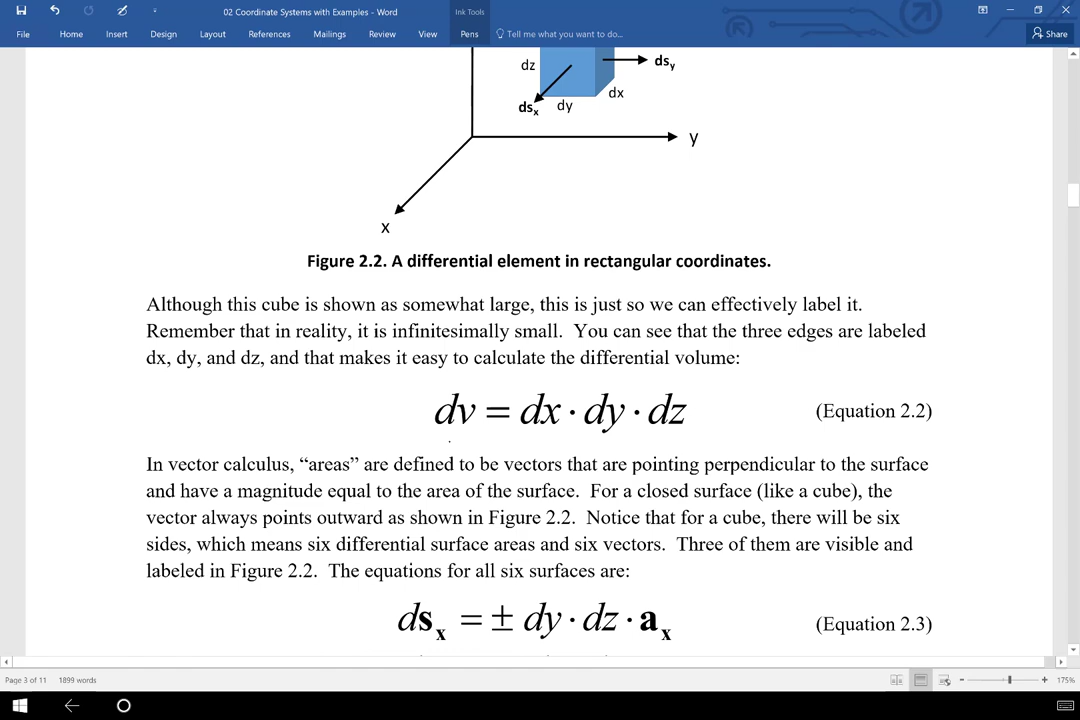 02 Coordinate Systems with Examples - Word
Ink Tools
File Home Insert Design Layout References Mailings Review View Pens Tell me what you want to do... Share
dz
ds_y
dx
ds_x dy
y
x
Figure 2.2. A differential element in rectangular coordinates.
Although this cube is shown as somewhat large, this is just so we can effectively label it.
Remember that in reality, it is infinitesimally small. You can see that the three edges are labeled
dx, dy, and dz, and that makes it easy to calculate the differential volume:
dv = dx · dy · dz (Equation 2.2)
In vector calculus, “areas” are defined to be vectors that are pointing perpendicular to the surface
and have a magnitude equal to the area of the surface. For a closed surface (like a cube), the
vector always points outward as shown in Figure 2.2. Notice that for a cube, there will be six
sides, which means six differential surface areas and six vectors. Three of them are visible and
labeled in Figure 2.2. The equations for all six surfaces are:
ds_x = ± dy · dz · a_x (Equation 2.3)
Page 3 of 11 1899 words 175%